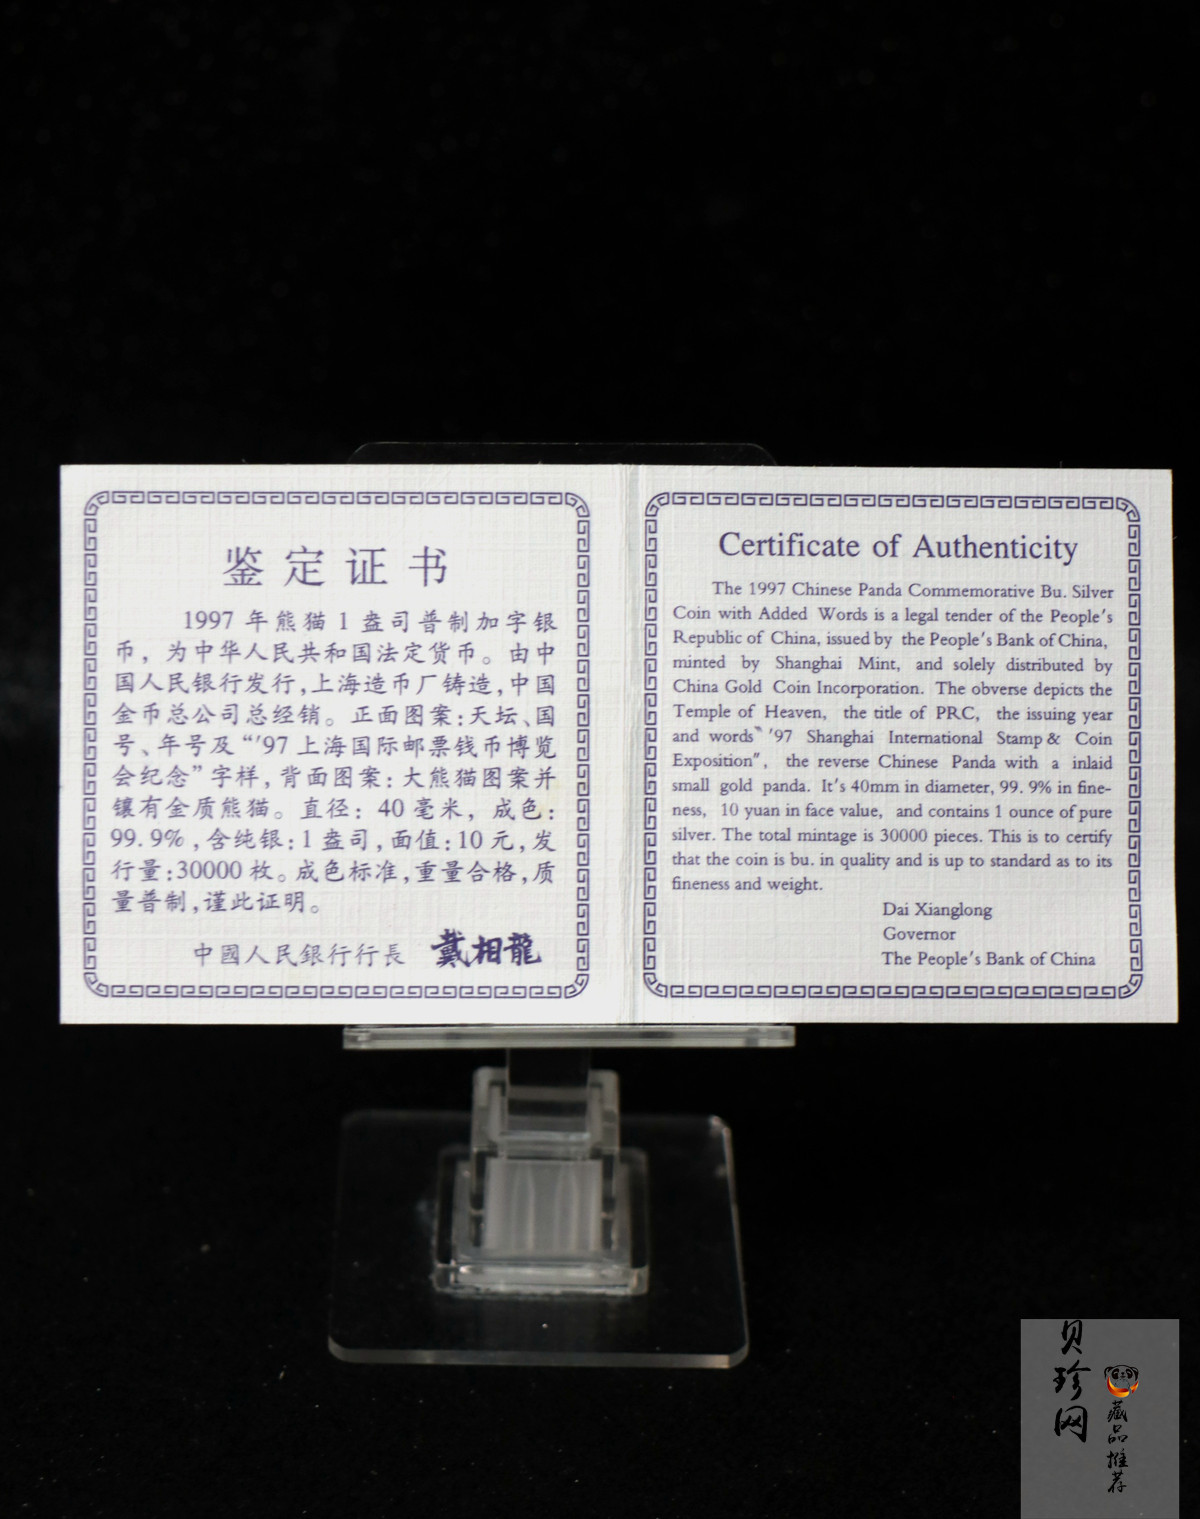 鉴定证书
1997 年熊猫 1 盎司普制加字银
币，为中华人民共和国法定货币。由中
国人民银行发行,上海造币厂铸造,中国
金币总公司总经销。正面图案:天坛、国
号、年号及“'97 上海国际邮票钱币博览
会纪念”字样，背面图案：大熊猫图案并
镶有金质熊猫。直径：40 毫米，成色：
99.9%,含纯银:1 盎司,面值:10 元,发
行量:30000 枚。成色标准,重量合格,质
量普制,谨此证明。
中國人民銀行行長 戴相龍
Certificate of Authenticity
The 1997 Chinese Panda Commemorative Bu. Silver
Coin with Added Words is a legal tender of the People's
Republic of China, issued by the People's Bank of China,
minted by Shanghai Mint, and solely distributed by
China Gold Coin Incorporation. The obverse depicts the
Temple of Heaven, the title of PRC, the issuing year
and words‶ '97 Shanghai International Stamp & Coin
Exposition″, the reverse Chinese Panda with a inlaid
small gold panda. It's 40mm in diameter, 99. 9% in fine-
ness, 10 yuan in face value, and contains 1 ounce of pure
silver. The total mintage is 30000 pieces. This is to certify
that the coin is bu. in quality and is up to standard as to its
fineness and weight.
Dai Xianglong
Governor
The People's Bank of China
贝珍网
藏品推荐